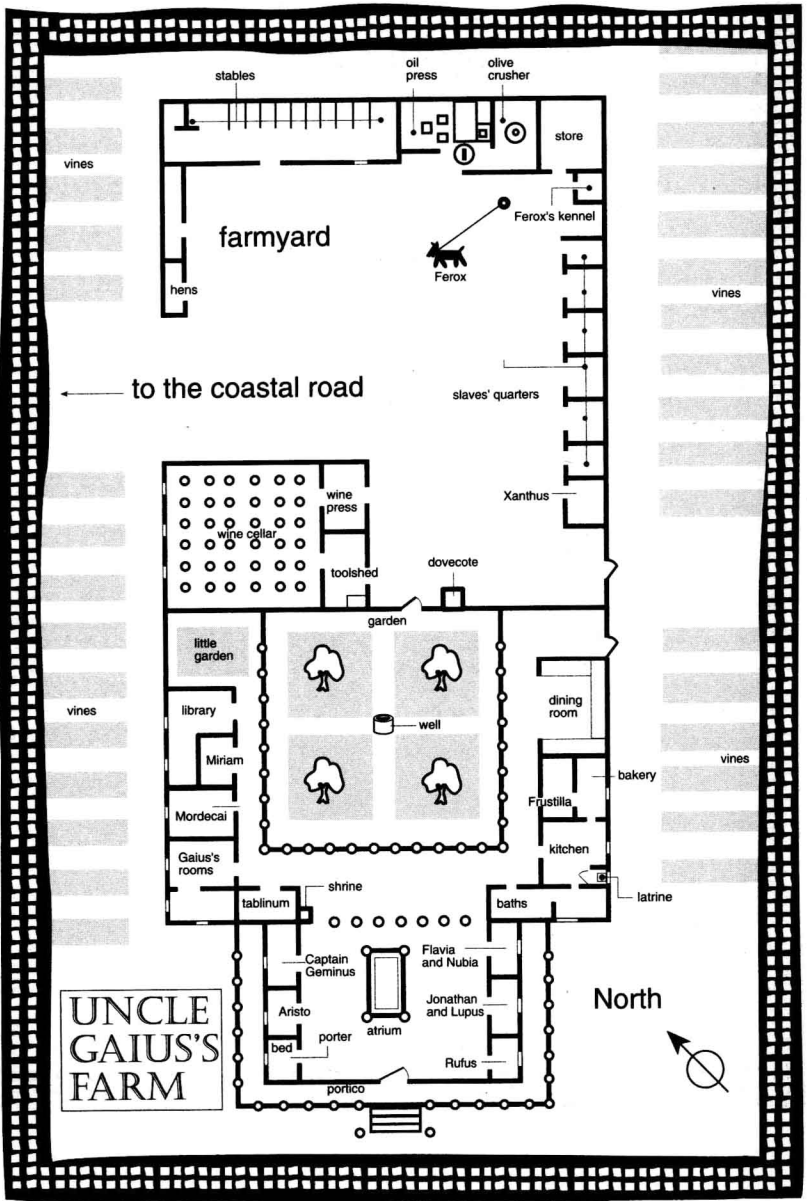 stables
oil
press
olive
crusher
store
vines
Ferox's kennel
farmyard
Ferox
hens
vines
to the coastal road
slaves' quarters
Xanthus
wine
press
wine cellar
toolshed
dovecote
garden
little
garden
library
dining
room
vines
well
Miriam
vines
bakery
Frustilla
Mordecai
kitchen
Gaius's
rooms
shrine
latrine
tablinum
baths
Captain
Geminus
Flavia
and Nubia
Aristo
Jonathan
and Lupus
North
atrium
bed
porter
Rufus
portico
UNCLE
GAIUS'S
FARM